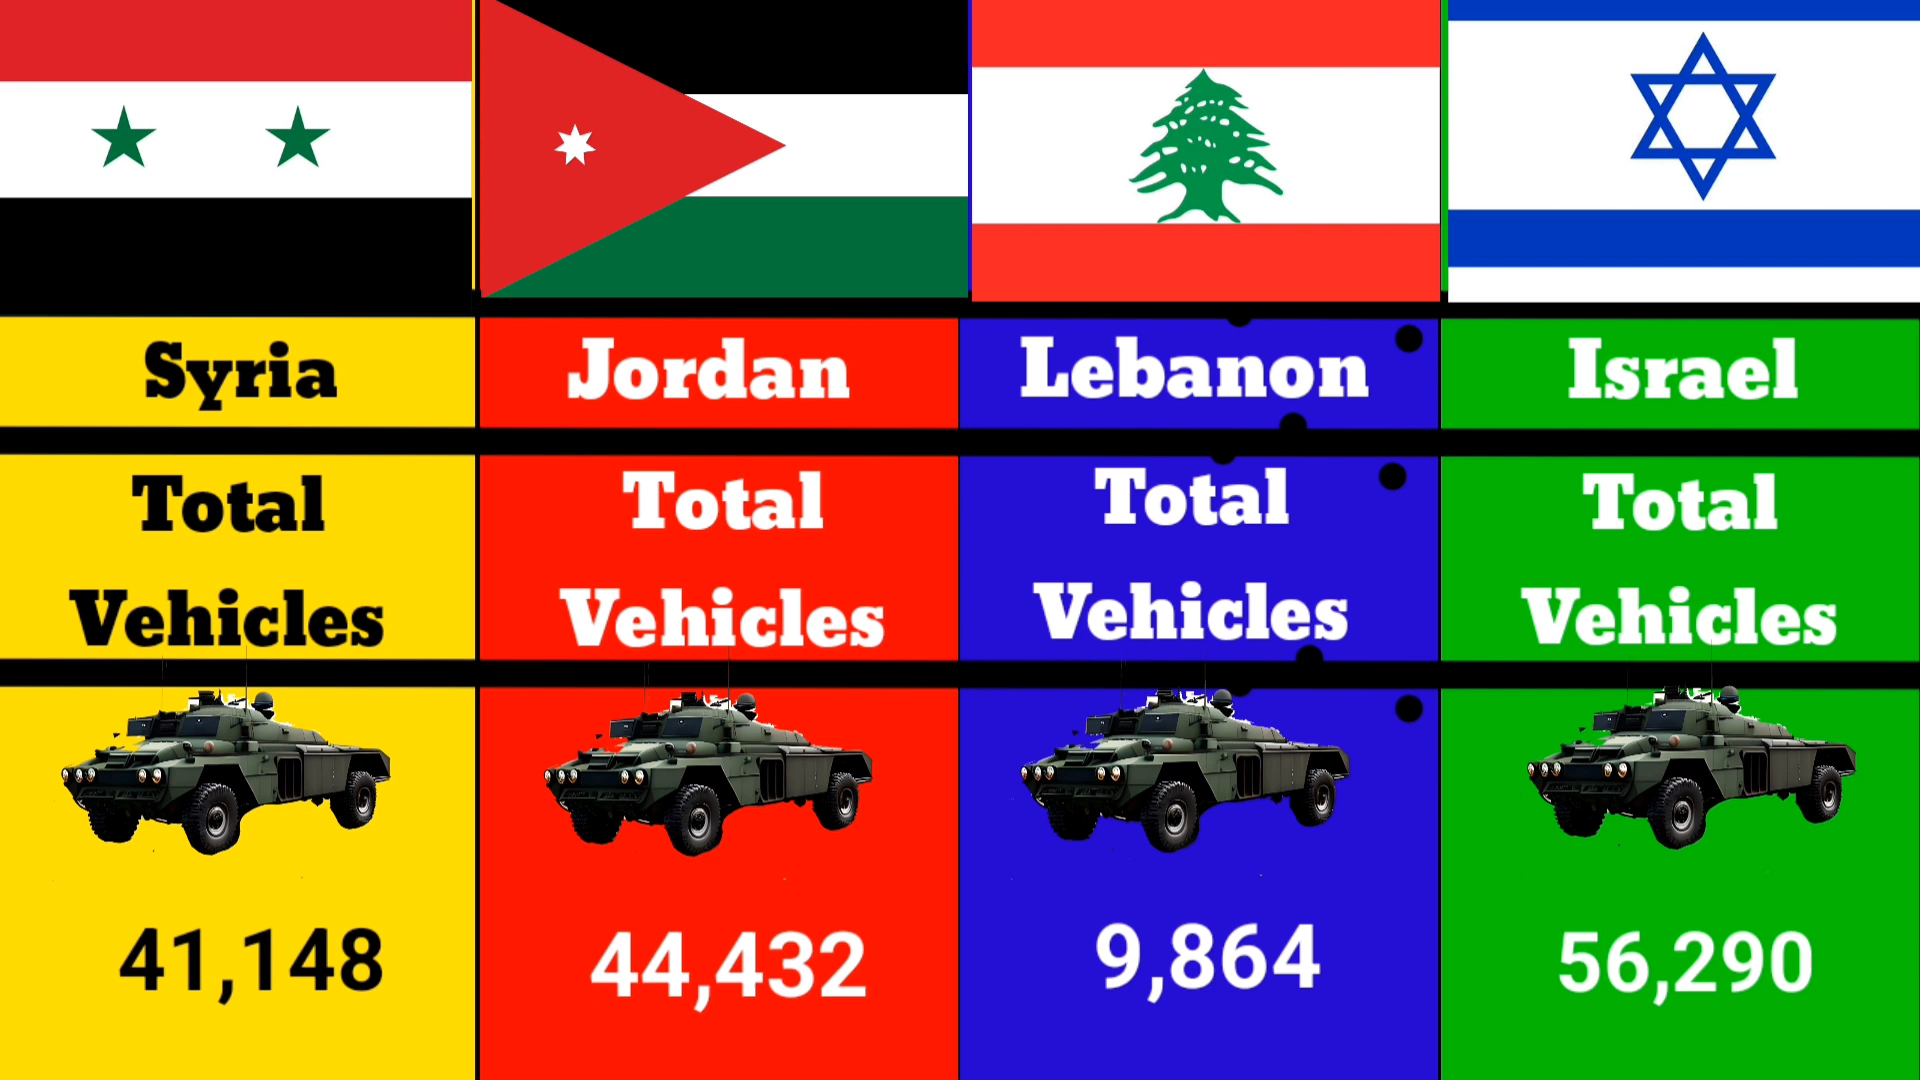 Syria
Jordan
Lebanon
Israel
Total
Vehicles
Total
Vehicles
Total
Vehicles
Total
Vehicles
41,148
44,432
9,864
56,290